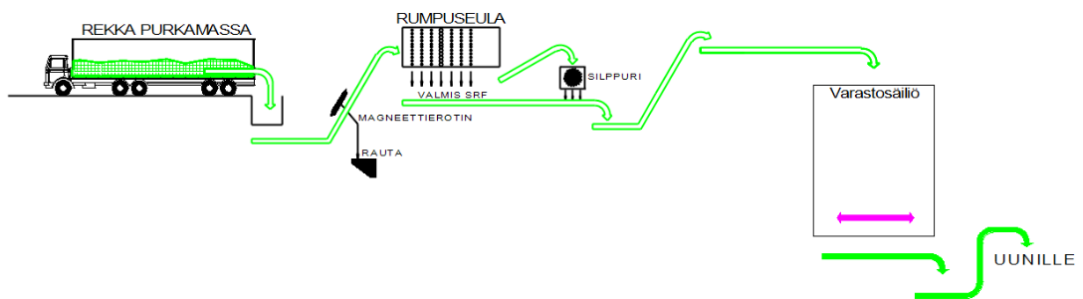 REKKA PURKAMASSA
RUMPUSEULA
SILPPURI
VALMIS SRF
MAGNEETTIEROTIN
RAUTA
Varastosäiliö
UUNILLE